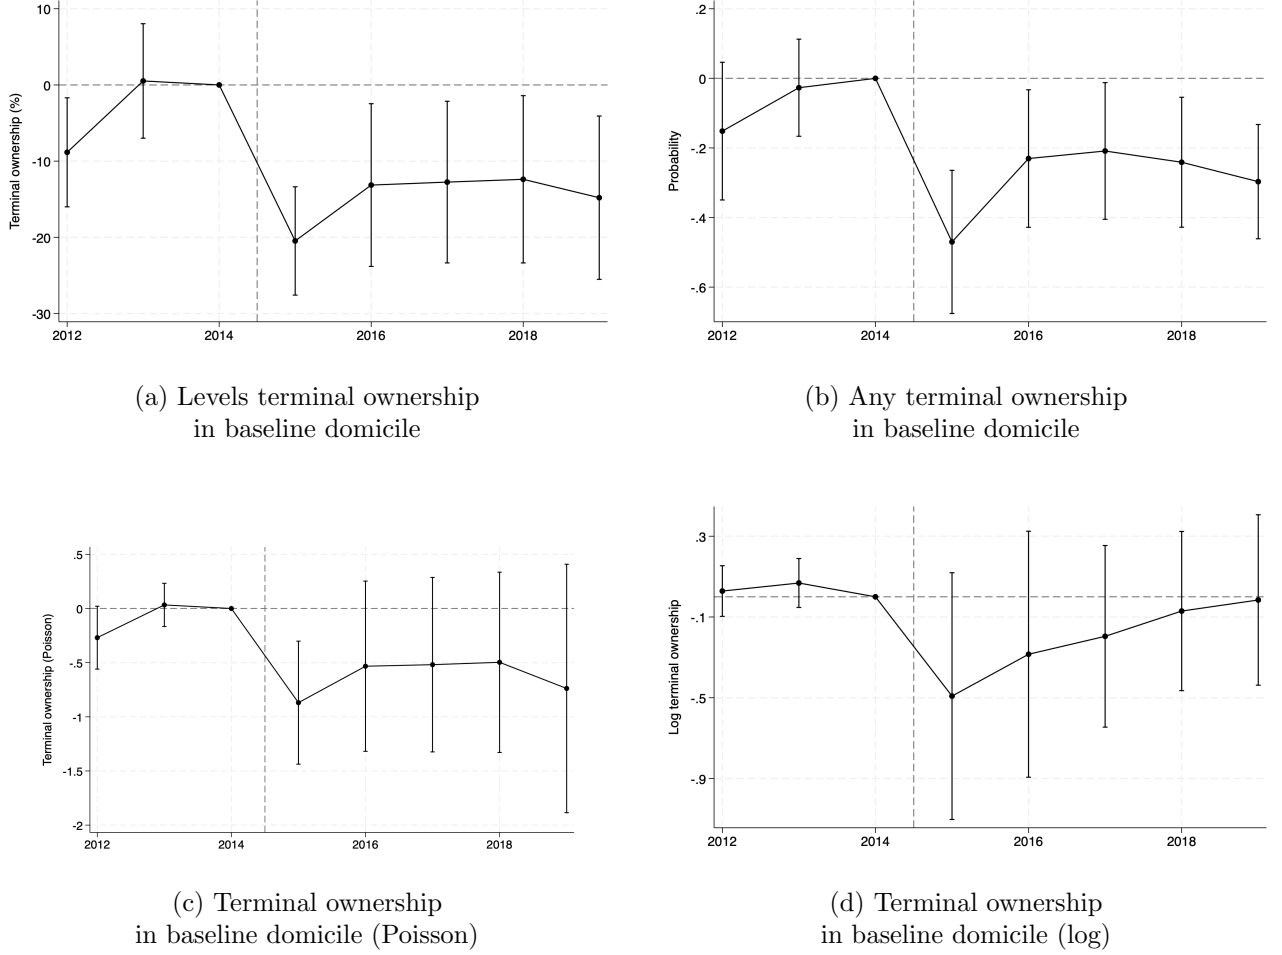 10
0
-10
-20
-30
Terminal ownership (%)
2012 2014 2016 2018
(a) Levels terminal ownership
in baseline domicile
.2
0
-.2
-.4
-.6
Probability
2012 2014 2016 2018
(b) Any terminal ownership
in baseline domicile
.5
0
-.5
-1
-1.5
-2
Terminal ownership (Poisson)
2012 2014 2016 2018
(c) Terminal ownership
in baseline domicile (Poisson)
.3
-.1
-.5
-.9
Log terminal ownership
2012 2014 2016 2018
(d) Terminal ownership
in baseline domicile (log)